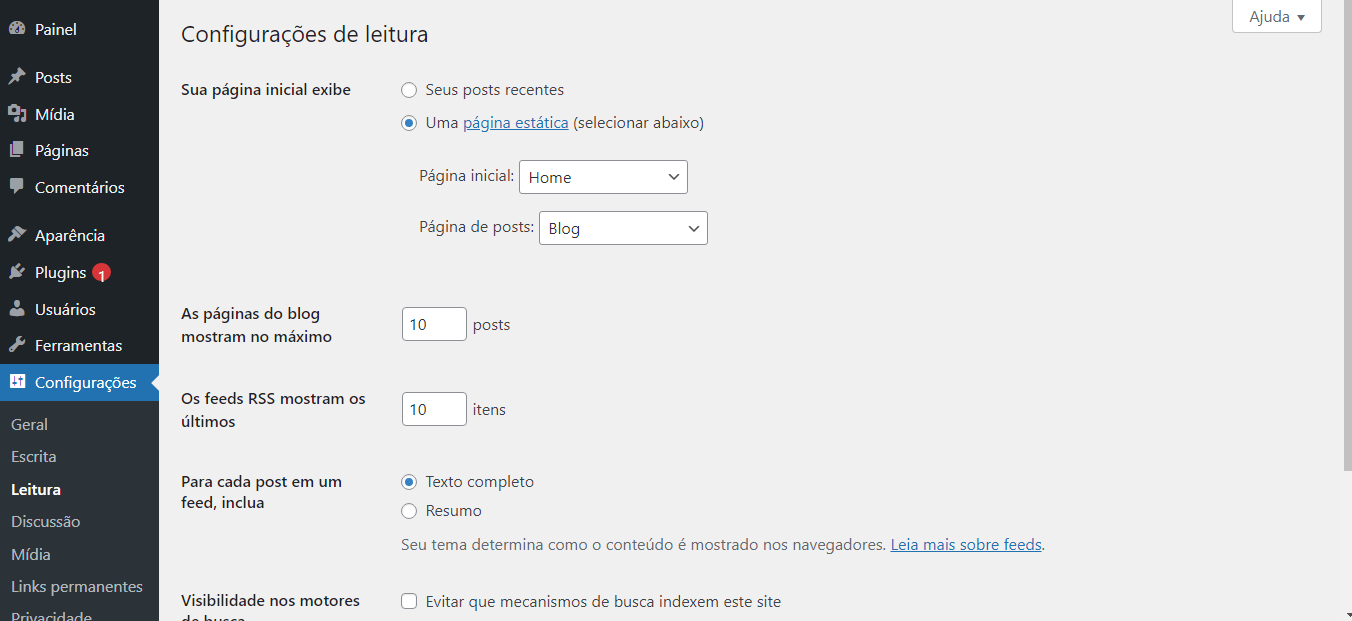 Painel
Posts
Mídia
Páginas
Comentários
Aparência
Plugins 1
Usuários
Ferramentas
Configurações
Geral
Escrita
Leitura
Discussão
Mídia
Links permanentes
Privacidade
Ajuda
Configurações de leitura
Sua página inicial exibe
Seus posts recentes
Uma página estática (selecionar abaixo)
Página inicial: Home
Página de posts: Blog
As páginas do blog
mostram no máximo
10 posts
Os feeds RSS mostram os
últimos
10 itens
Para cada post em um
feed, inclua
Texto completo
Resumo
Seu tema determina como o conteúdo é mostrado nos navegadores. Leia mais sobre feeds.
Visibilidade nos motores
de busca
Evitar que mecanismos de busca indexem este site